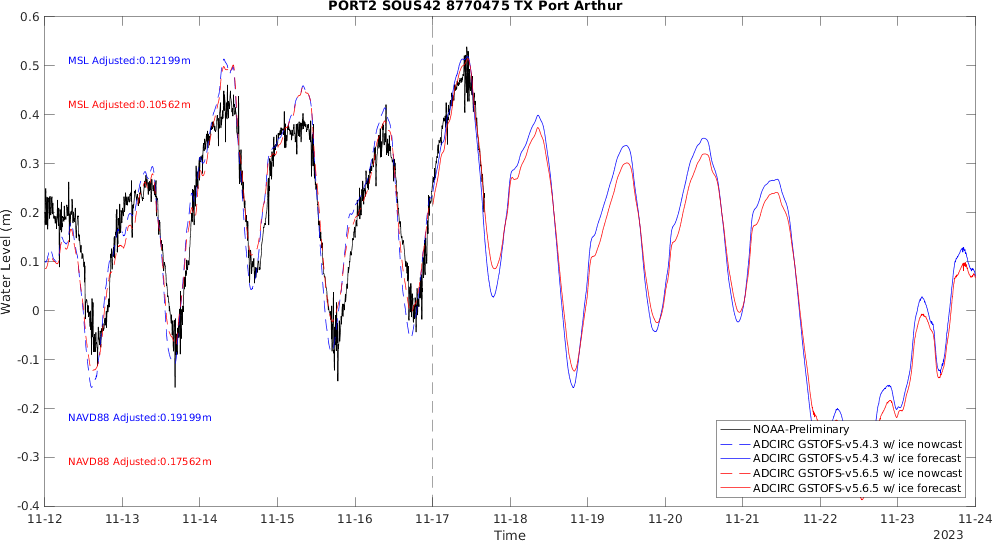 PORT2 SOUS42 8770475 TX Port Arthur
0.6
0.5
0.4
0.3
0.2
0.1
0
-0.1
-0.2
-0.3
-0.4
Water Level (m)
MSL Adjusted:0.12199m
MSL Adjusted:0.10562m
NAVD88 Adjusted:0.19199m
NAVD88 Adjusted:0.17562m
NOAA-Preliminary
ADCIRC GSTOFS-v5.4.3 w/ ice nowcast
ADCIRC GSTOFS-v5.4.3 w/ ice forecast
ADCIRC GSTOFS-v5.6.5 w/ ice nowcast
ADCIRC GSTOFS-v5.6.5 w/ ice forecast
11-12 11-13 11-14 11-15 11-16 11-17 11-18 11-19 11-20 11-21 11-22 11-23 11-24
Time
2023